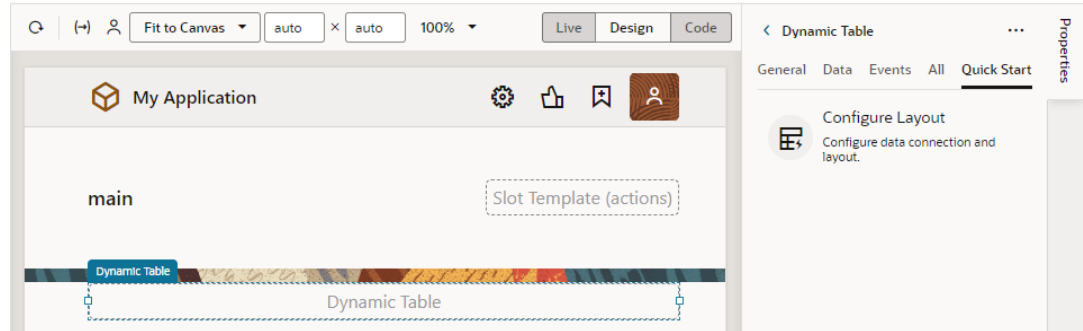 Fit to Canvas auto × auto 100% Live Design Code
Dynamic Table
Properties
General Data Events All Quick Start
My Application
Configure Layout
Configure data connection and
layout.
main
Slot Template (actions)
Dynamic Table
Dynamic Table